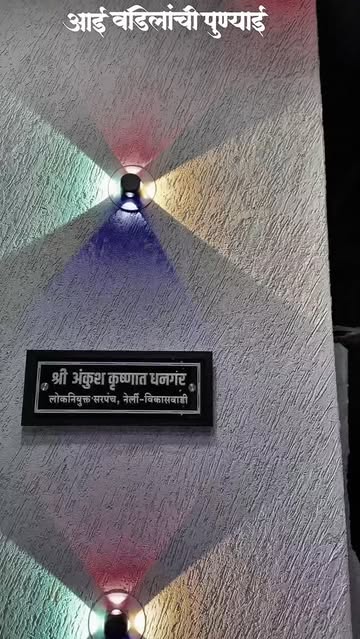 आई वडिलांची पुण्याई
श्री अंकुश कृष्णात धनगर
लोकनियुक्त सरपंच, नेर्ली-विकासवाडी